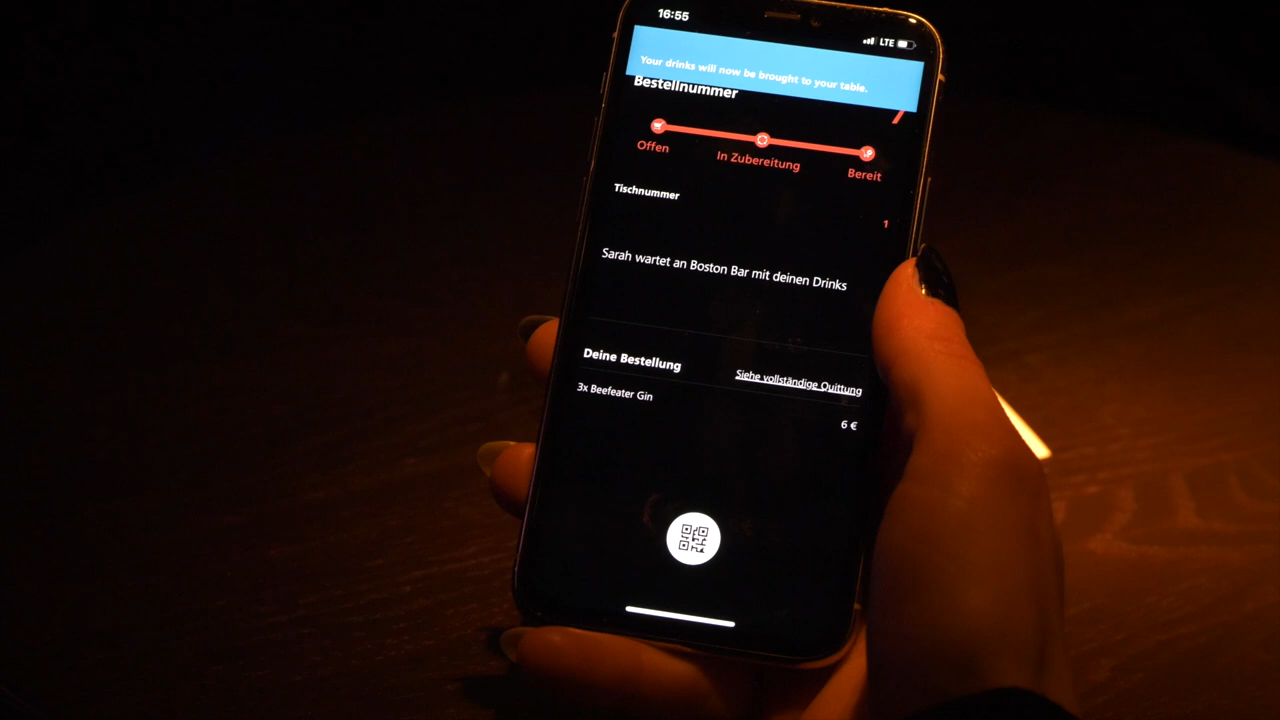 16:55
LTE
Your drinks will now be brought to your table.
Bestellnummer
Offen
In Zubereitung
Bereit
Tischnummer
1
Sarah wartet an Boston Bar mit deinen Drinks
Deine Bestellung
Siehe vollständige Quittung
3x Beefeater Gin
6 €